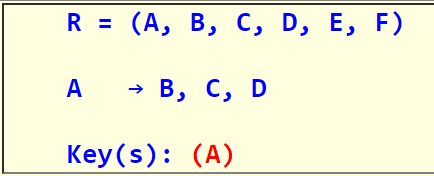 R = (A, B, C, D, E, F)
A → B, C, D
Key(s): (A)